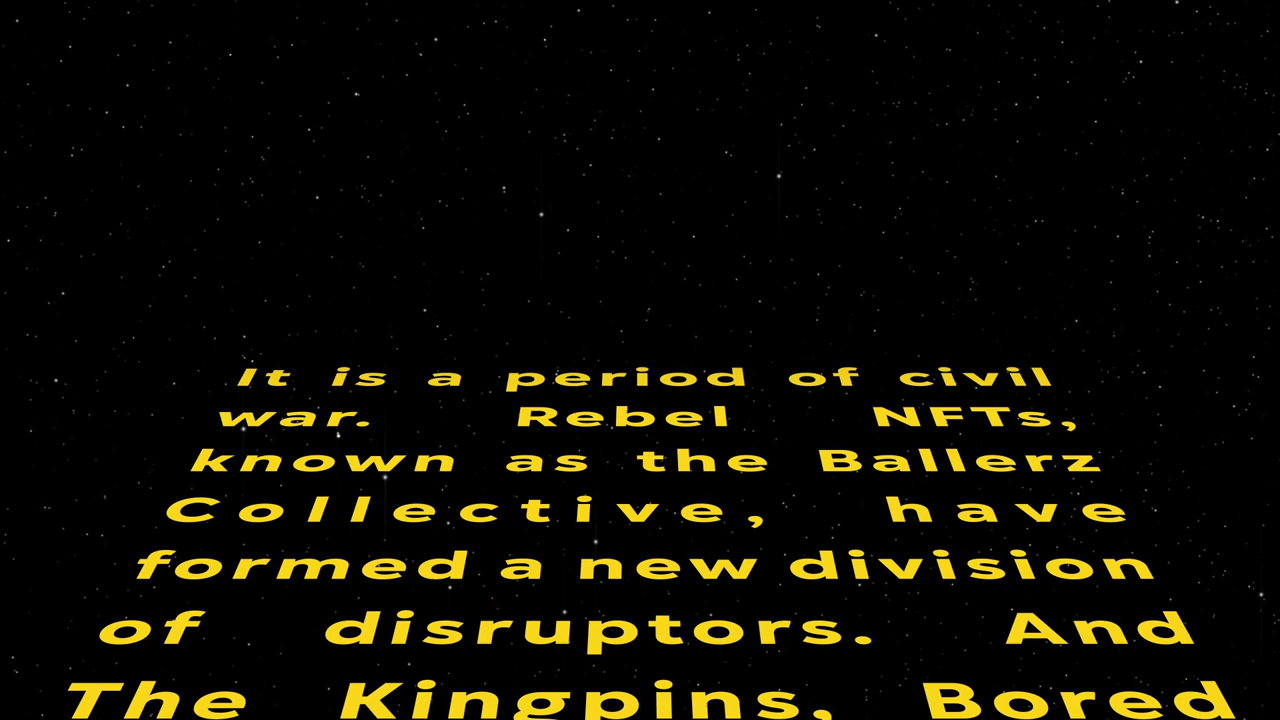 It is a period of civil
war. Rebel NFTs,
known as the Ballerz
Collective, have
formed a new division
of disruptors. And
The Kingpins, Bored